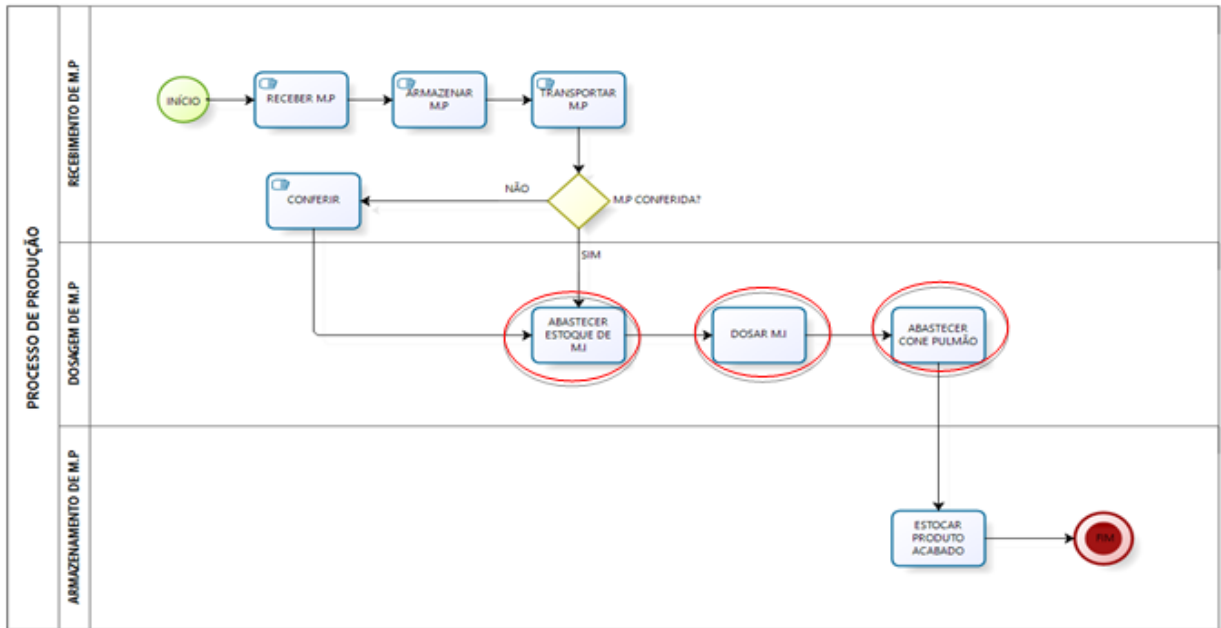 PROCESSO DE PRODUÇÃO
RECEBIMENTO DE M.P
INÍCIO
RECEBER M.P
ARMAZENAR
M.P
TRANSPORTAR
M.P
CONFERIR
NÃO
M.P CONFERIDA?
SIM
DOSAGEM DE M.P
ABASTECER
ESTOQUE DE
M.I
DOSAR M.I
ABASTECER
CONE PULMÃO
ARMAZENAMENTO DE M.P
ESTOCAR
PRODUTO
ACABADO
FIM